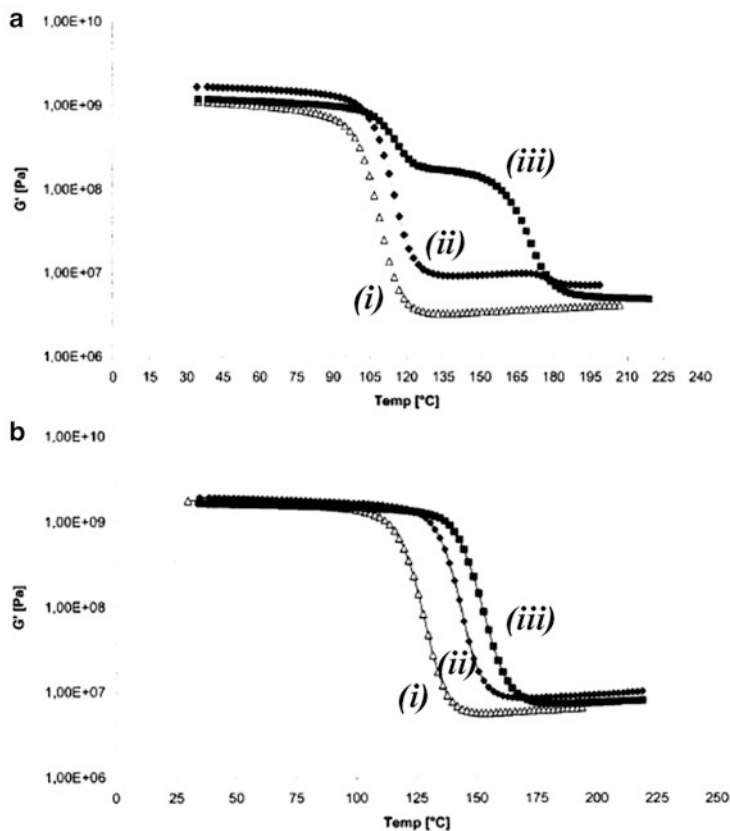 a
1,00E+10
1,00E+09
1,00E+08
1,00E+07
1,00E+06
G' [Pa]
(iii)
(ii)
(i)
0 15 30 45 60 75 90 105 120 135 150 165 180 195 210 225 240
Temp [°C]
b
1,00E+10
1,00E+09
1,00E+08
1,00E+07
1,00E+06
G' [Pa]
(iii)
(ii)
(i)
0 25 50 75 100 125 150 175 200 225 250
Temp [°C]